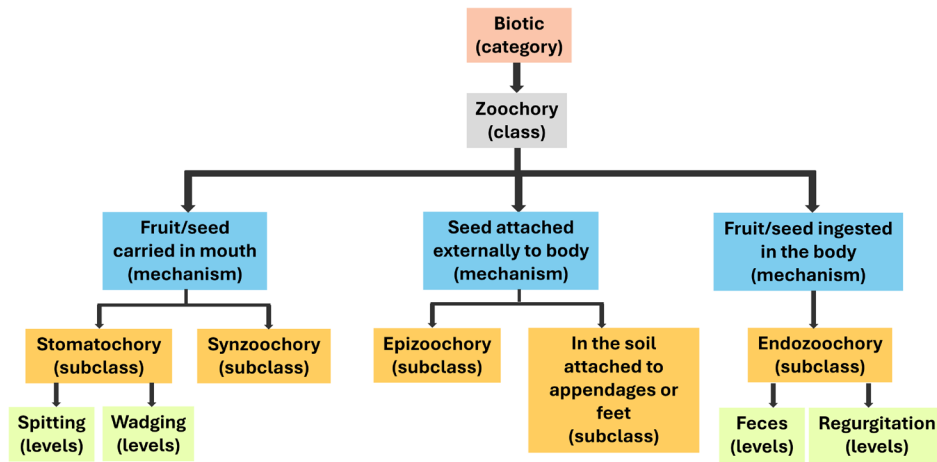 Biotic
(category)
Zoochory
(class)
Fruit/seed
carried in mouth
(mechanism)
Seed attached
externally to body
(mechanism)
Fruit/seed ingested
in the body
(mechanism)
Stomatochory
(subclass)
Synzoochory
(subclass)
Epizoochory
(subclass)
In the soil
attached to
appendages or
feet
(subclass)
Endozoochory
(subclass)
Spitting
(levels)
Wadging
(levels)
Feces
(levels)
Regurgitation
(levels)